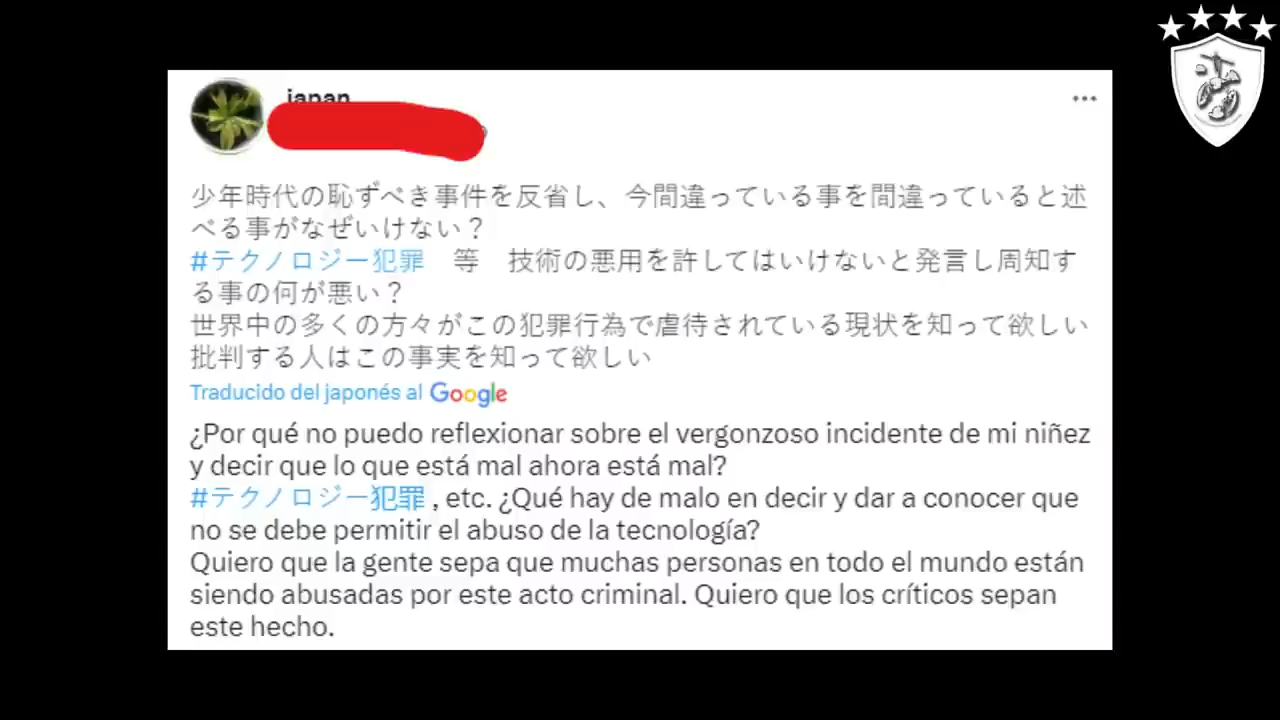 japan
少年時代の恥ずべき事件を反省し、今間違っている事を間違っていると述
べる事がなぜいけない？
#テクノロジー犯罪　等　技術の悪用を許してはいけないと発言し周知す
る事の何が悪い？
世界中の多くの方々がこの犯罪行為で虐待されている現状を知って欲しい
批判する人はこの事実を知って欲しい
Traducido del japonés al Google
¿Por qué no puedo reflexionar sobre el vergonzoso incidente de mi niñez
y decir que lo que está mal ahora está mal?
#テクノロジー犯罪 , etc. ¿Qué hay de malo en decir y dar a conocer que
no se debe permitir el abuso de la tecnología?
Quiero que la gente sepa que muchas personas en todo el mundo están
siendo abusadas por este acto criminal. Quiero que los críticos sepan
este hecho.